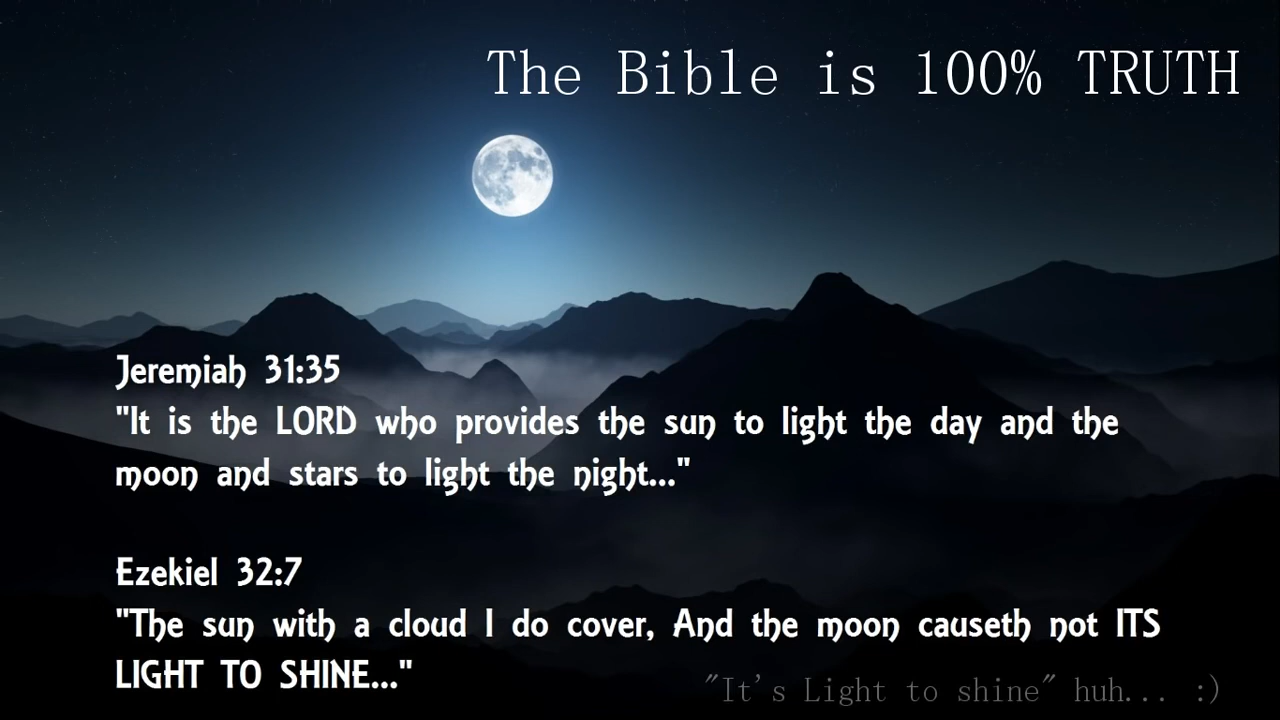 The Bible is 100% TRUTH
Jeremiah 31:35
"It is the LORD who provides the sun to light the day and the
moon and stars to light the night..."
Ezekiel 32:7
"The sun with a cloud I do cover, And the moon causeth not ITS
LIGHT TO SHINE..."
"It's Light to shine" huh... :)